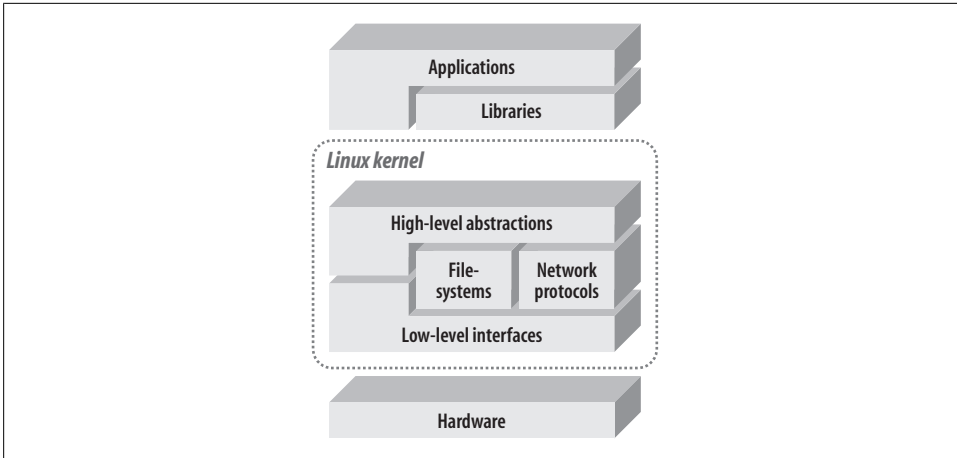 Applications
Libraries
Linux kernel
High-level abstractions
File-
systems
Network
protocols
Low-level interfaces
Hardware